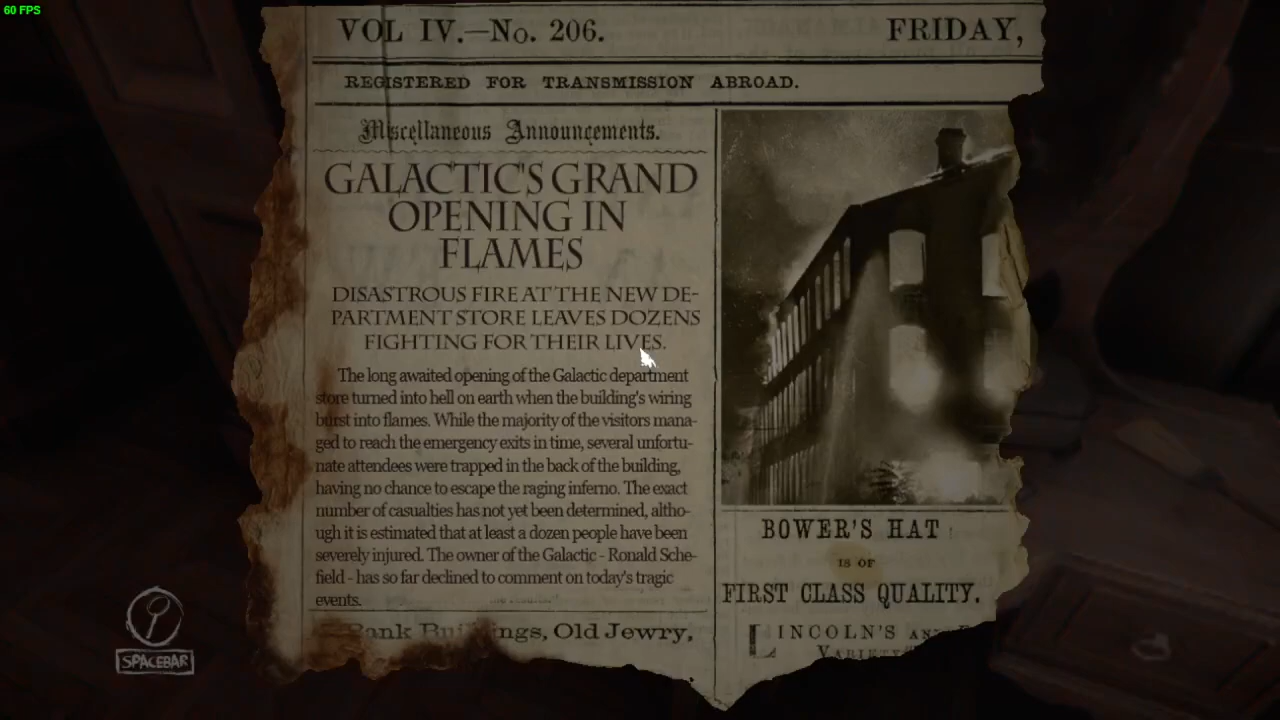 60 FPS
VOL IV.—No. 206.
FRIDAY,
REGISTERED FOR TRANSMISSION ABROAD.
Miscellaneous Announcements.
GALACTIC'S GRAND
OPENING IN
FLAMES
DISASTROUS FIRE AT THE NEW DE-
PARTMENT STORE LEAVES DOZENS
FIGHTING FOR THEIR LIVES.
The long awaited opening of the Galactic department
store turned into hell on earth when the building's wiring
burst into flames. While the majority of the visitors mana-
ged to reach the emergency exits in time, several unfortu-
nate attendees were trapped in the back of the building,
having no chance to escape the raging inferno. The exact
number of casualties has not yet been determined, altho-
ugh it is estimated that at least a dozen people have been
severely injured. The owner of the Galactic - Ronald Sche-
field - has so far declined to comment on today's tragic
events.
Bank Buildings, Old Jewry,
BOWER'S HAT
IS OF
FIRST CLASS QUALITY.
LINCOLN'S
SPACEBAR